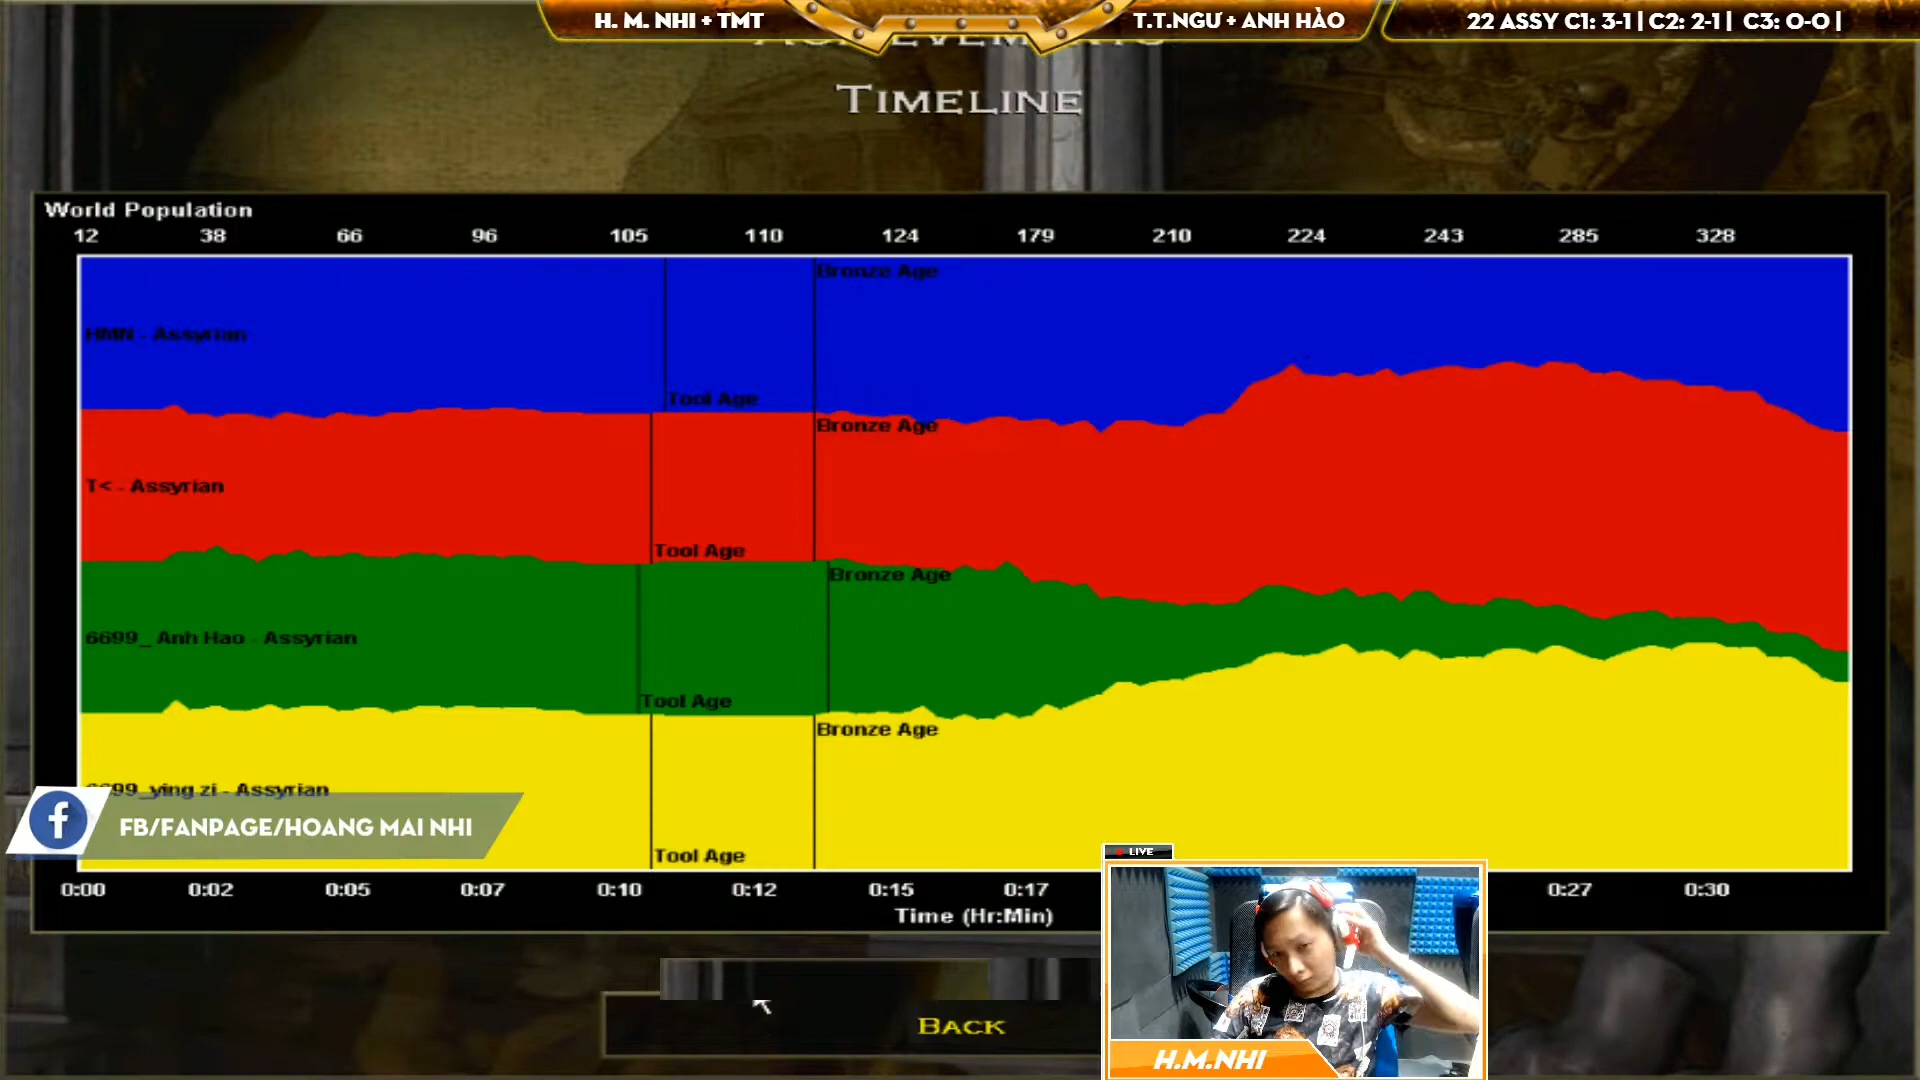 H. M. NHI + TMT
T.T.NGƯ + ANH HÀO
22 ASSY C1: 3-1 | C2: 2-1 | C3: 0-0 |
ACHIEVEMENTS
TIMELINE
World Population
12 38 66 96 105 110 124 179 210 224 243 285 328
Bronze Age
HMN - Assyrian
Tool Age
Bronze Age
T< - Assyrian
Tool Age
Bronze Age
6699_ Anh Hao - Assyrian
Tool Age
Bronze Age
6699_ying zi - Assyrian
FB/FANPAGE/HOANG MAI NHI
Tool Age
LIVE
0:00 0:02 0:05 0:07 0:10 0:12 0:15 0:17 0:27 0:30
Time (Hr:Min)
BACK
H.M.NHI